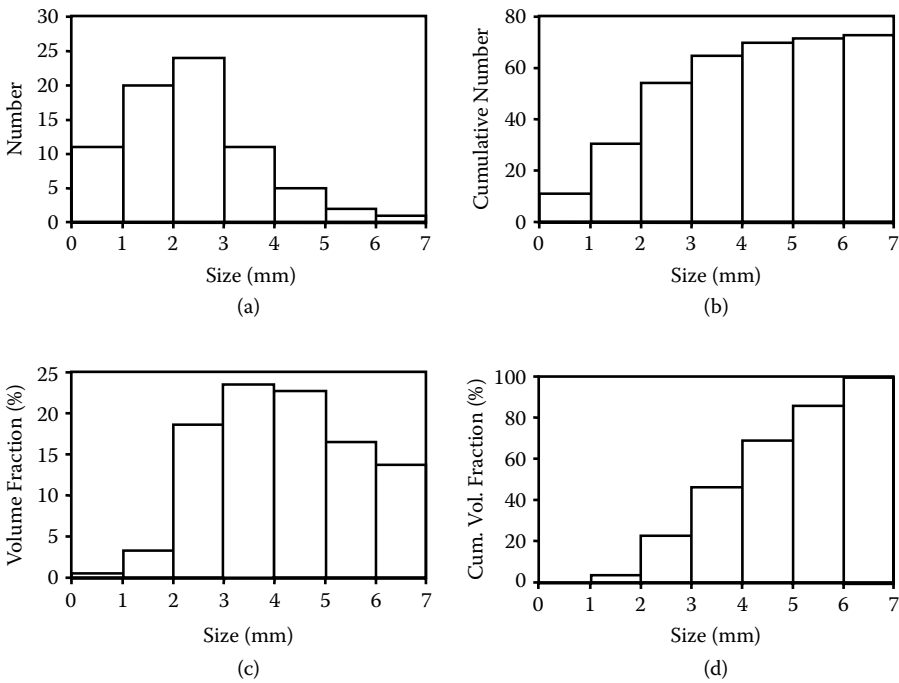 30
25
20
15
10
5
0
Number
0 1 2 3 4 5 6 7
Size (mm)
(a)
80
60
40
20
0
Cumulative Number
0 1 2 3 4 5 6 7
Size (mm)
(b)
25
20
15
10
5
0
Volume Fraction (%)
0 1 2 3 4 5 6 7
Size (mm)
(c)
100
80
60
40
20
0
Cum. Vol. Fraction (%)
0 1 2 3 4 5 6 7
Size (mm)
(d)